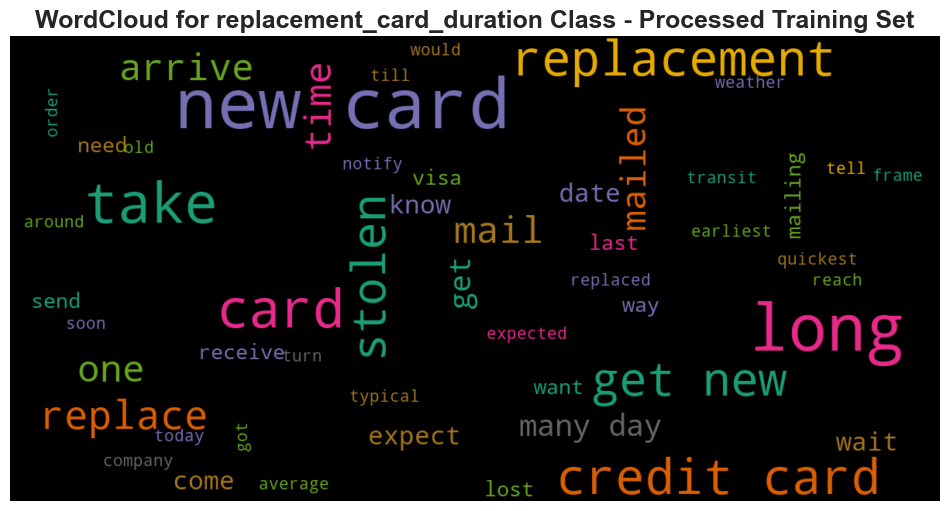 WordCloud for replacement_card_duration Class - Processed Training Set
would
replacement
arrive
till
weather
time
new card
order
mailed
need
old
notify
mailing
tell
frame
visa
transit
take
know
date
around
stolen
mail
earliest
last
get
quickest
replaced
reach
send
card
way
soon
expected
long
receive
turn
one
get new
want
typical
replace
many day
today
got
expect
wait
company
come
average
lost
credit card